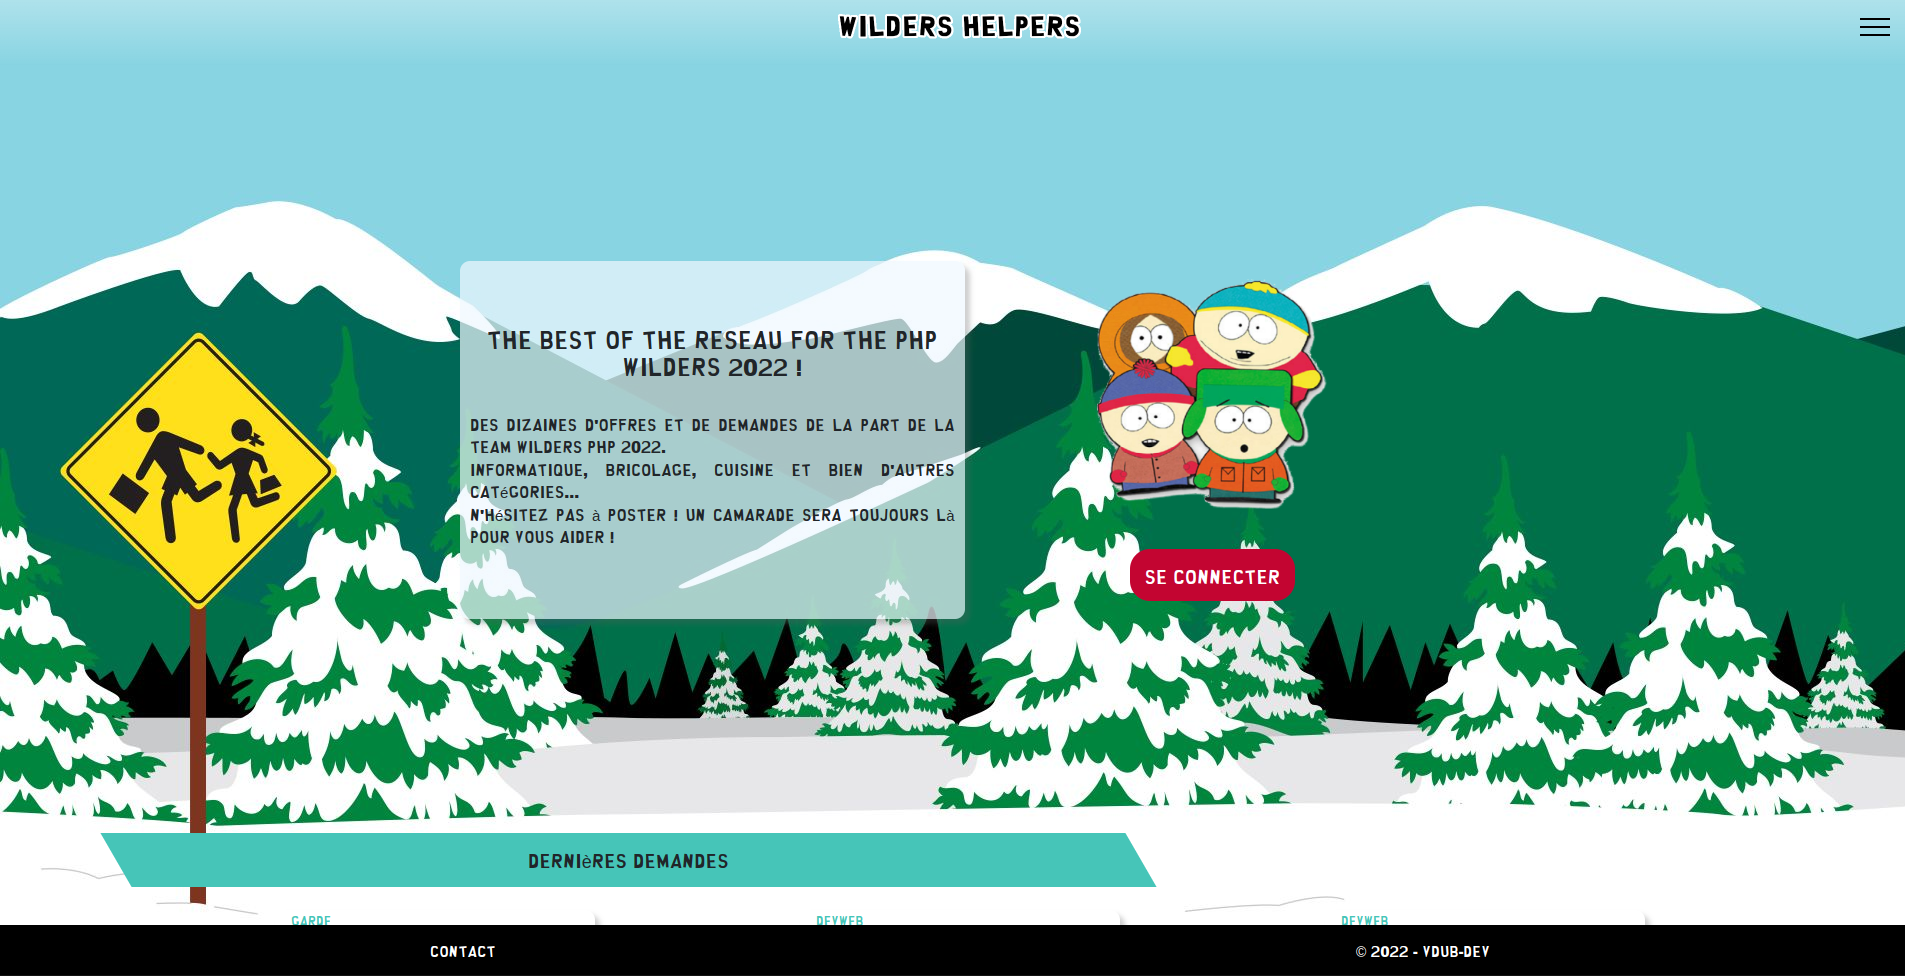 WILDERS HELPERS
THE BEST OF THE RESEAU FOR THE PHP
WILDERS 2022 !
DES DIZAINES D'OFFRES ET DE DEMANDES DE LA PART DE LA
TEAM WILDERS PHP 2022.
INFORMATIQUE, BRICOLAGE, CUISINE ET BIEN D'AUTRES
CATéGORIES...
N'HéSITEZ PAS à POSTER ! UN CAMARADE SERA TOUJOURS Là
POUR VOUS AIDER !
SE CONNECTER
DERNIèRES DEMANDES
GARDE
DEVWEB
DEVWEB
CONTACT
© 2022 - VDUB-DEV